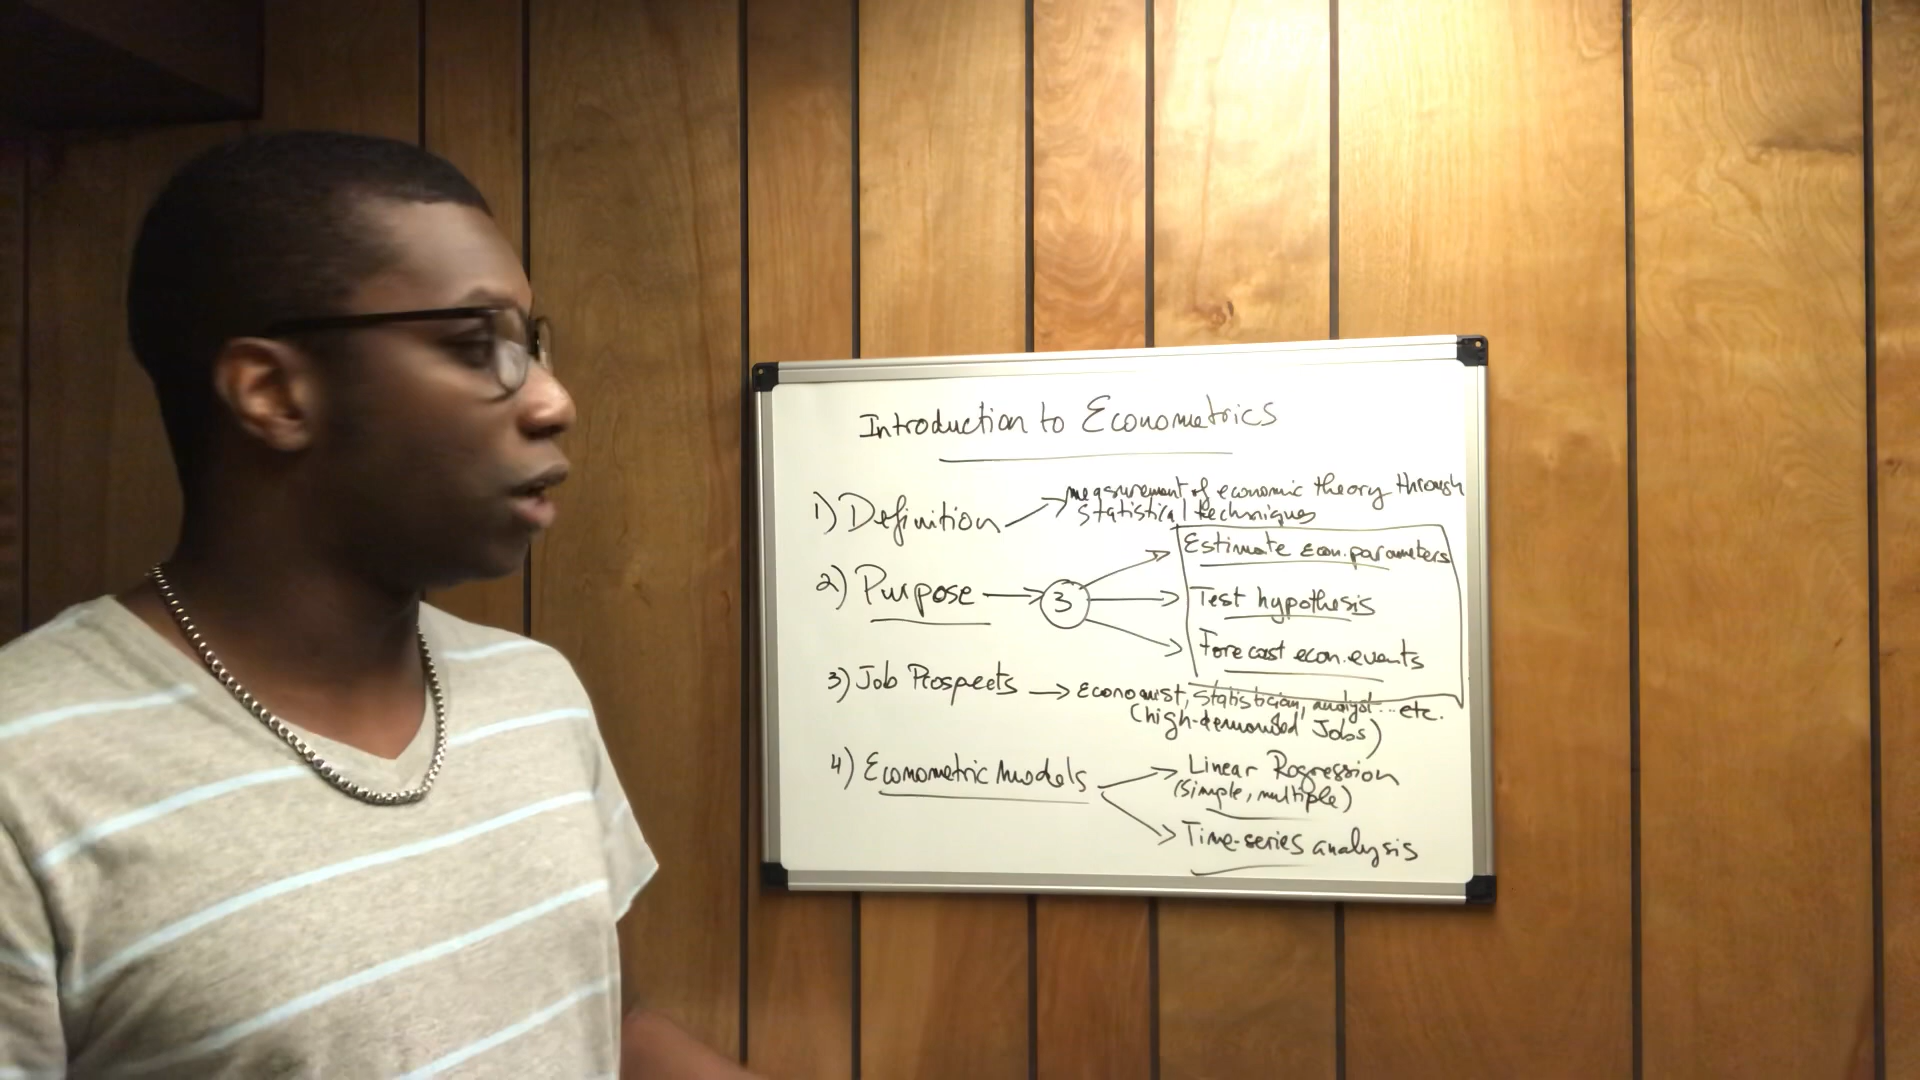 Introduction to Econometrics
1) Definition → measurement of economic theory through
statistical techniques
2) Purpose → 3
→ Estimate econ. parameters
→ Test hypothesis
→ Forecast econ. events
3) Job Prospects → Economist, statistician, analyst... etc.
(high-demanded Jobs)
4) Econometric Models → Linear Regression
(simple, multiple)
→ Time-series analysis